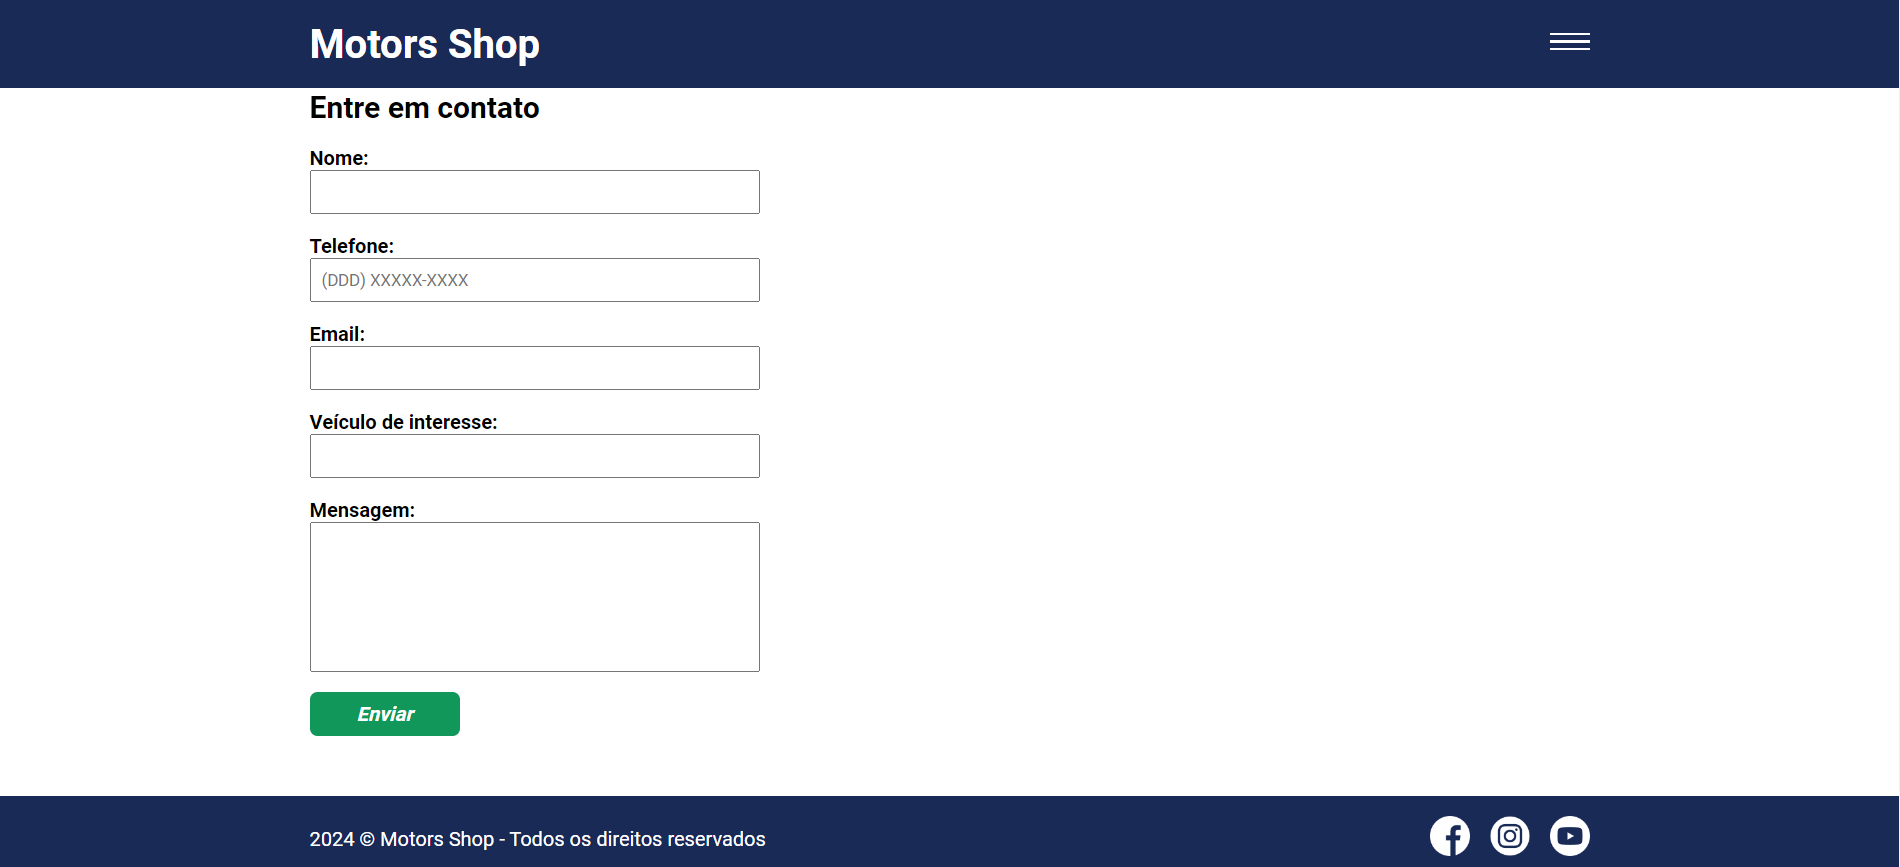 Motors Shop
Entre em contato
Nome:
Telefone:
(DDD) XXXXX-XXXX
Email:
Veículo de interesse:
Mensagem:
Enviar
2024 © Motors Shop - Todos os direitos reservados